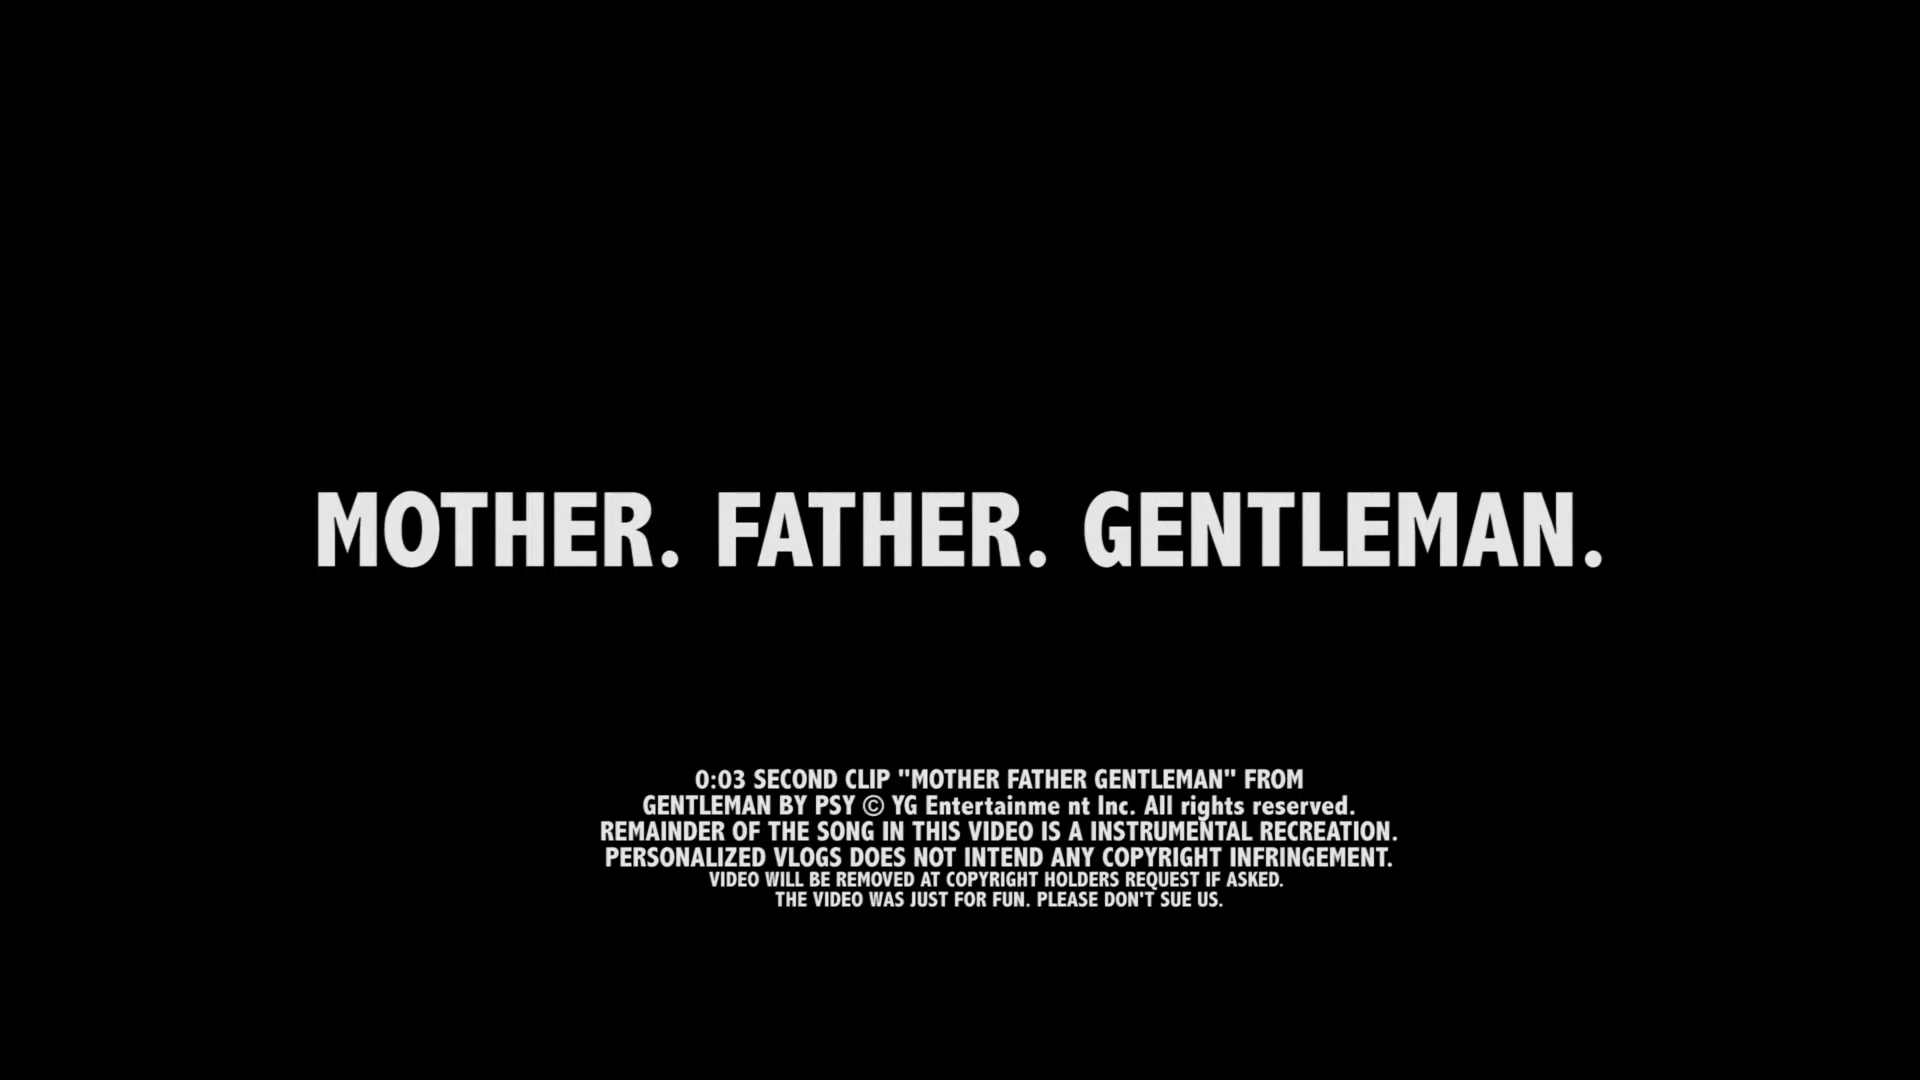 MOTHER. FATHER. GENTLEMAN.
0:03 SECOND CLIP "MOTHER FATHER GENTLEMAN" FROM
GENTLEMAN BY PSY © YG Entertainme nt Inc. All rights reserved.
REMAINDER OF THE SONG IN THIS VIDEO IS A INSTRUMENTAL RECREATION.
PERSONALIZED VLOGS DOES NOT INTEND ANY COPYRIGHT INFRINGEMENT.
VIDEO WILL BE REMOVED AT COPYRIGHT HOLDERS REQUEST IF ASKED.
THE VIDEO WAS JUST FOR FUN. PLEASE DON'T SUE US.